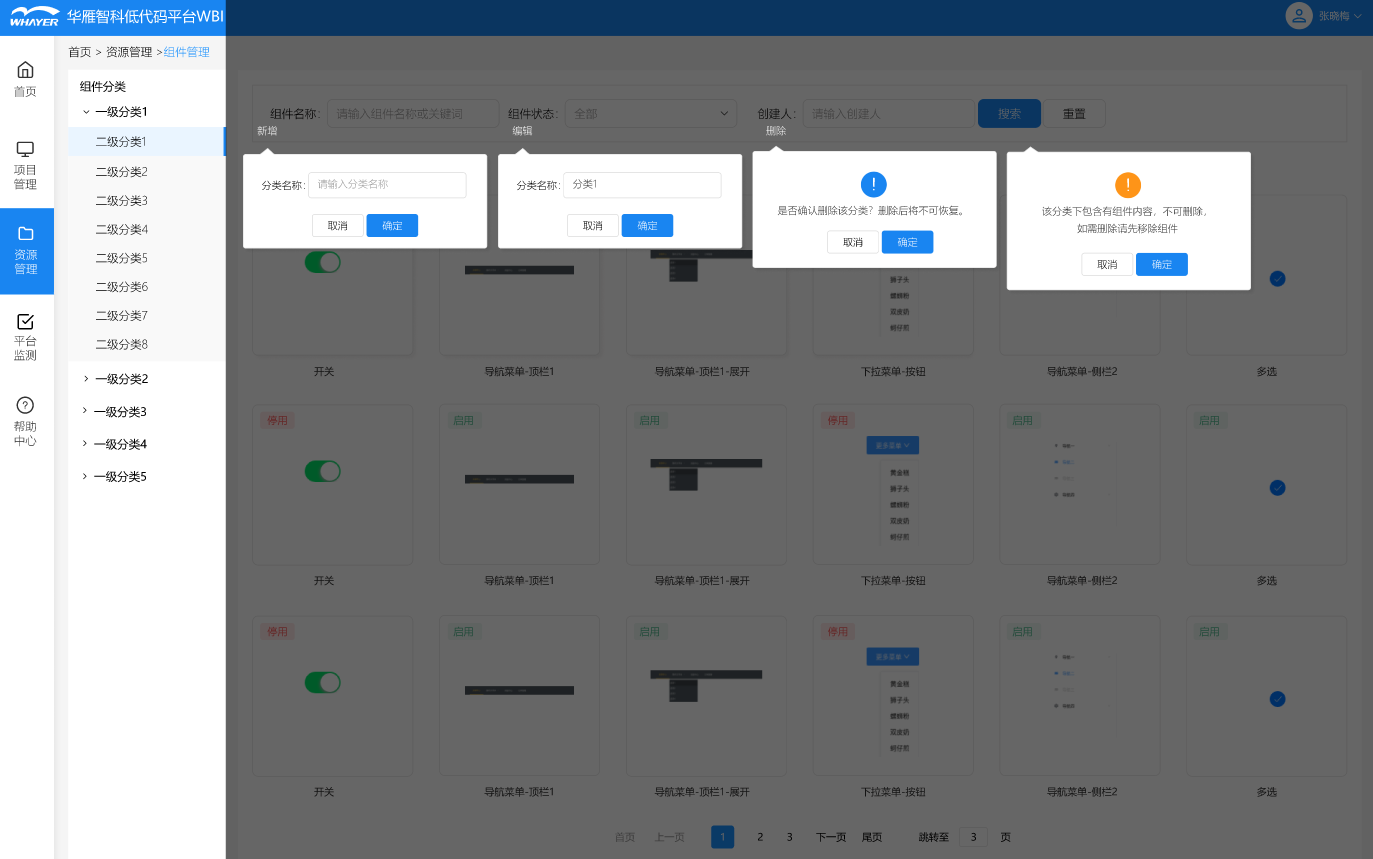 WHAYER 华雁智科低代码平台WBI
张晓梅
首页 > 资源管理 >组件管理
首页
项目
管理
资源
管理
平台
监测
帮助
中心
组件分类
一级分类1
二级分类1
二级分类2
二级分类3
二级分类4
二级分类5
二级分类6
二级分类7
二级分类8
一级分类2
一级分类3
一级分类4
一级分类5
组件名称: 请输入组件名称或关键词 组件状态: 全部 创建人: 请输入创建人 搜索 重置
新增
分类名称: 请输入分类名称
取消 确定
编辑
分类名称: 分类1
取消 确定
删除
是否确认删除该分类？删除后将不可恢复。
取消 确定
该分类下包含有组件内容，不可删除，
如需删除请先移除组件
取消 确定
狮子头
螺蛳粉
双皮奶
蚵仔煎
开关 导航菜单-顶栏1 导航菜单-顶栏1-展开 下拉菜单-按钮 导航菜单-侧栏2 多选
停用 启用 启用 停用 启用 启用
更多菜单
黄金糕
狮子头
螺蛳粉
双皮奶
蚵仔煎
开关 导航菜单-顶栏1 导航菜单-顶栏1-展开 下拉菜单-按钮 导航菜单-侧栏2 多选
停用 启用 启用 停用 启用 启用
更多菜单
黄金糕
狮子头
螺蛳粉
双皮奶
蚵仔煎
开关 导航菜单-顶栏1 导航菜单-顶栏1-展开 下拉菜单-按钮 导航菜单-侧栏2 多选
首页 上一页 1 2 3 下一页 尾页 跳转至 3 页